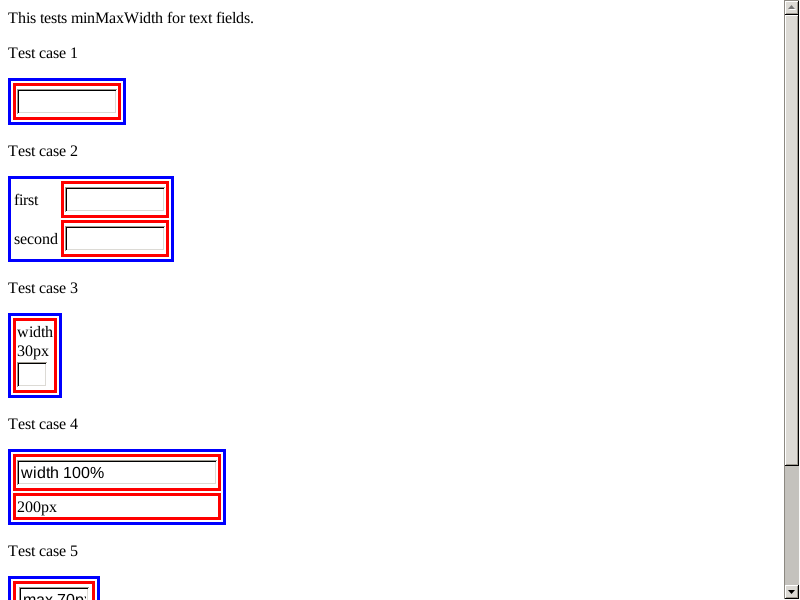 This tests minMaxWidth for text fields.
Test case 1
Test case 2
first
second
Test case 3
width
30px
Test case 4
width 100%
200px
Test case 5
max 70p